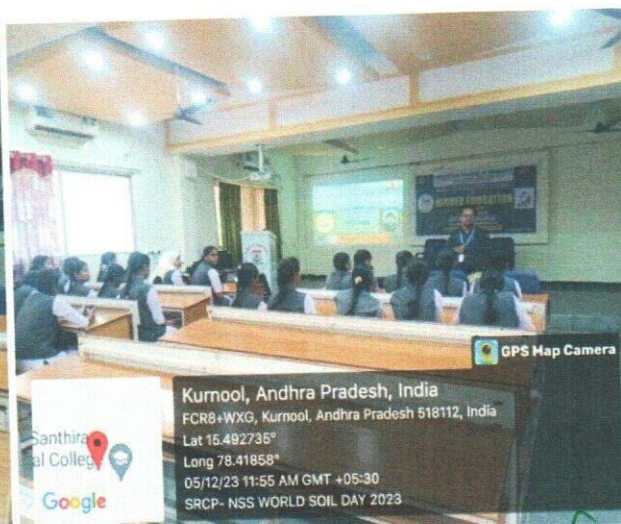 HIGHER EDUCATION
GPS Map Camera
Santhira
al College
Google
Kurnool, Andhra Pradesh, India
FCR8+WXG, Kurnool, Andhra Pradesh 518112, India
Lat 15.492735°
Long 78.41858°
05/12/23 11:55 AM GMT +05:30
SRCP- NSS WORLD SOIL DAY 2023